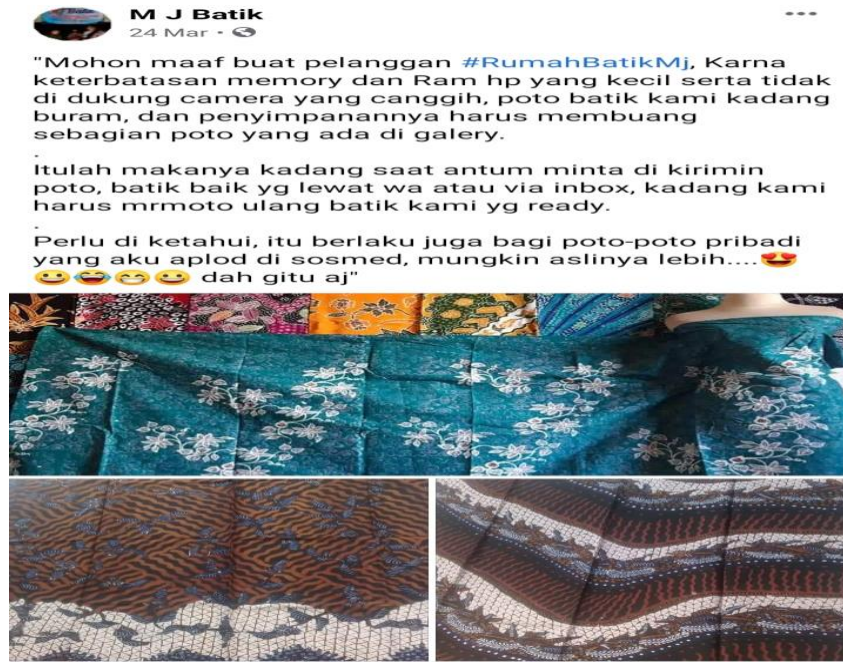 M J Batik
24 Mar ·
"Mohon maaf buat pelanggan #RumahBatikMj, Karna
keterbatasan memory dan Ram hp yang kecil serta tidak
di dukung camera yang canggih, poto batik kami kadang
buram, dan penyimpanannya harus membuang
sebagian poto yang ada di galery.
.
Itulah makanya kadang saat antum minta di kirimin
poto, batik baik yg lewat wa atau via inbox, kadang kami
harus mrmoto ulang batik kami yg ready.
.
Perlu di ketahui, itu berlaku juga bagi poto-poto pribadi
yang aku aplod di sosmed, mungkin aslinya lebih....😍
😀😂😁😀 dah gitu aj"